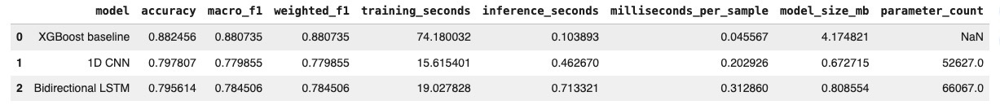 model accuracy macro_f1 weighted_f1 training_seconds inference_seconds milliseconds_per_sample model_size_mb parameter_count
0 XGBoost baseline 0.882456 0.880735 0.880735 74.180032 0.103893 0.045567 4.174821 NaN
1 1D CNN 0.797807 0.779855 0.779855 15.615401 0.462670 0.202926 0.672715 52627.0
2 Bidirectional LSTM 0.795614 0.784506 0.784506 19.027828 0.713321 0.312860 0.808554 66067.0